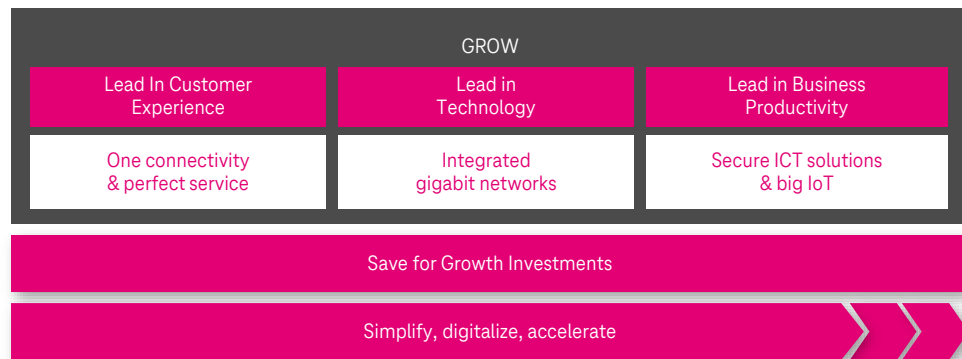 GROW
Lead In Customer
Experience
Lead in
Technology
Lead in Business
Productivity
One connectivity
& perfect service
Integrated
gigabit networks
Secure ICT solutions
& big IoT
Save for Growth Investments
Simplify, digitalize, accelerate